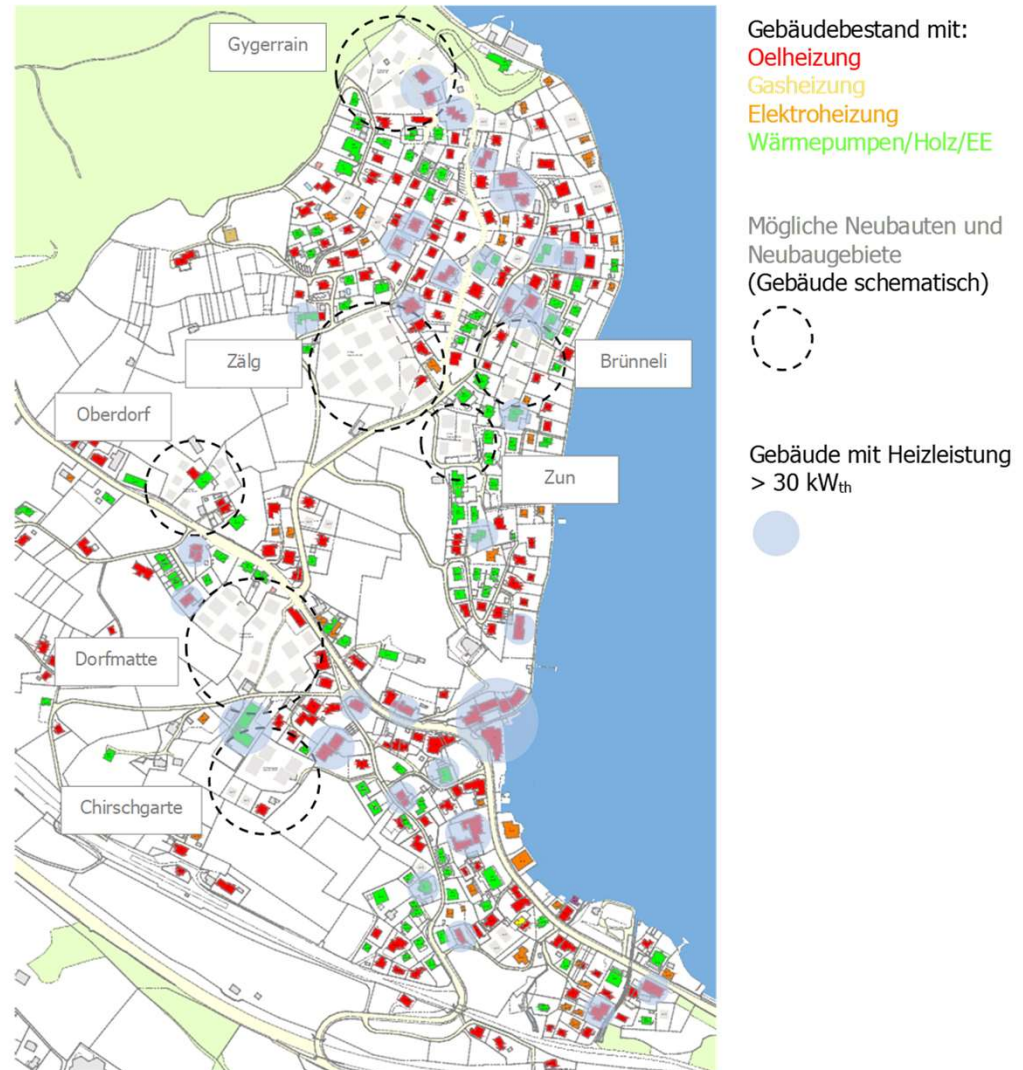 Gygerrain
Zälg
Oberdorf
Brünneli
Zun
Dorfmatte
Chirschgarte
Gebäudebestand mit:
Oelheizung
Gasheizung
Elektroheizung
Wärmepumpen/Holz/EE
Mögliche Neubauten und
Neubaugebiete
(Gebäude schematisch)
Gebäude mit Heizleistung
> 30 kWth